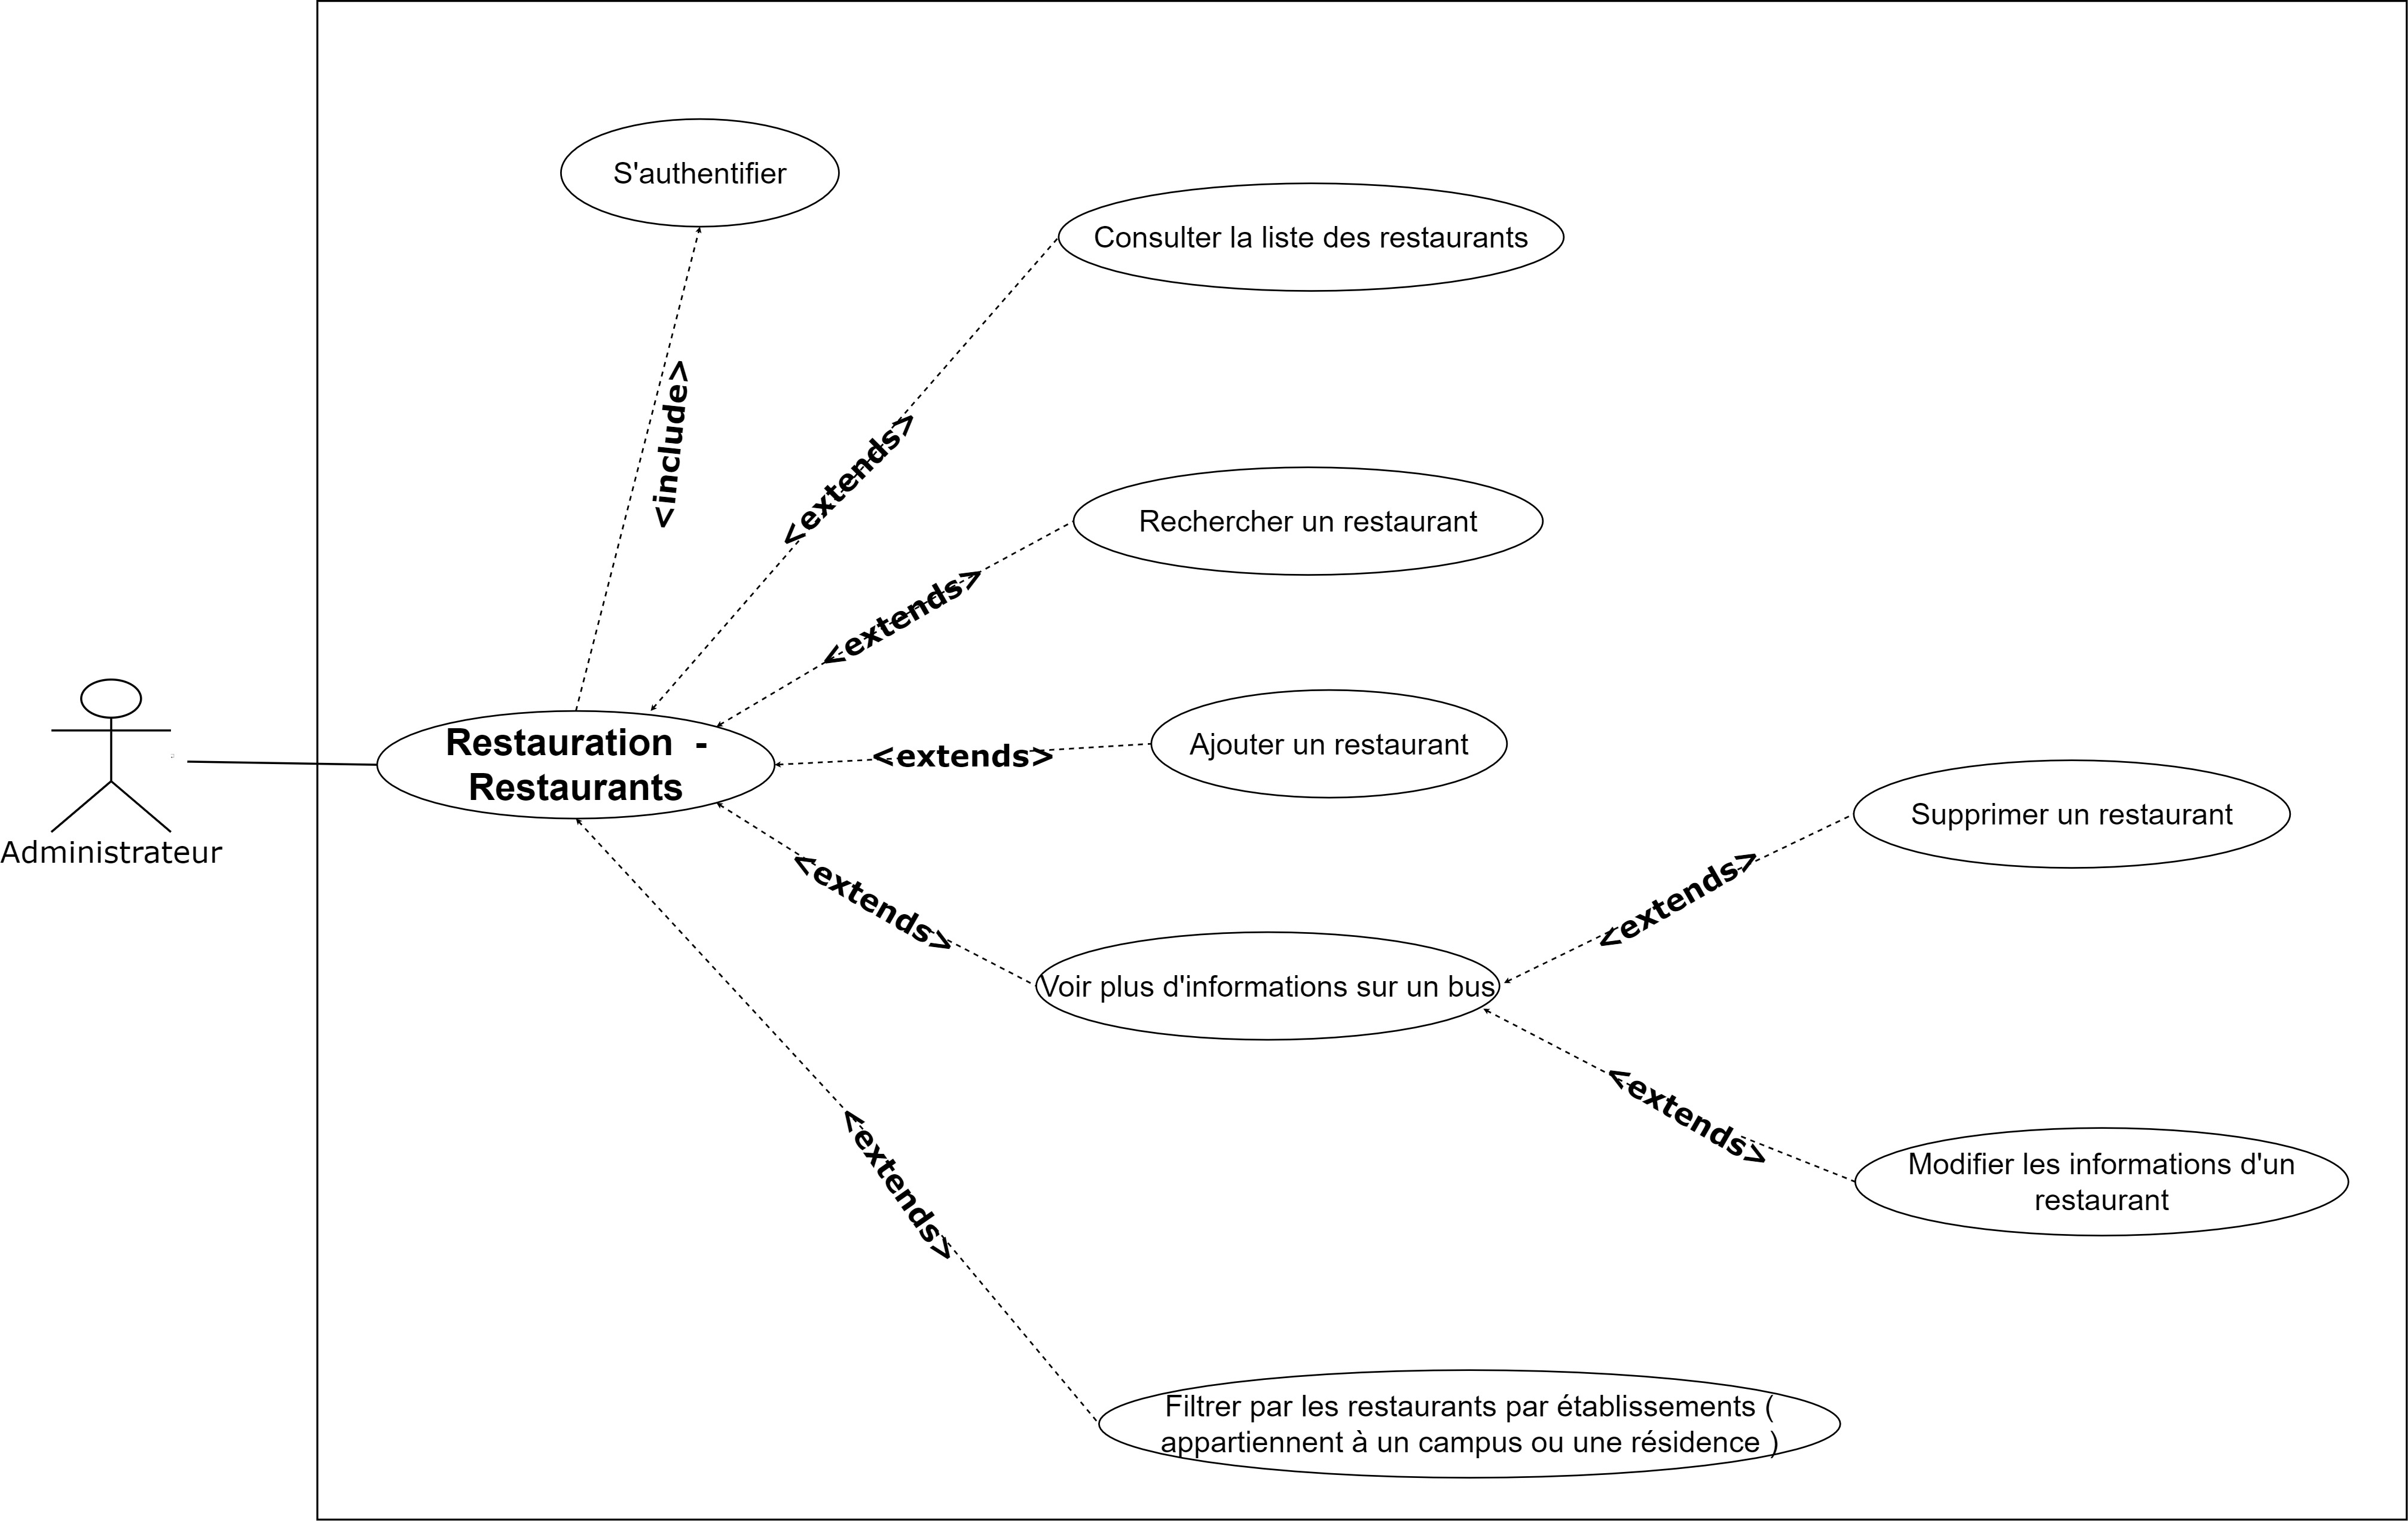 S'authentifier
Consulter la liste des restaurants
<include>
<extends>
Rechercher un restaurant
<extends>
Restauration -
Restaurants
<extends>
Ajouter un restaurant
Administrateur
Supprimer un restaurant
<extends>
<extends>
Voir plus d'informations sur un bus
<extends>
Modifier les informations d'un
restaurant
<extends>
Filtrer par les restaurants par établissements (
appartiennent à un campus ou une résidence )